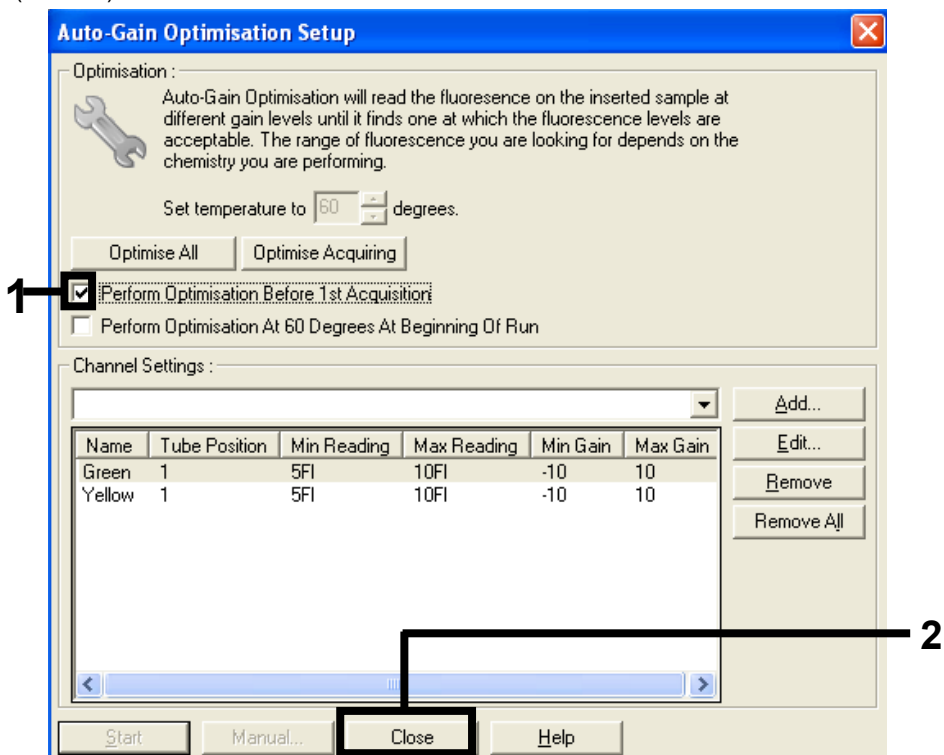 Auto-Gain Optimisation Setup
Optimisation :
Auto-Gain Optimisation will read the fluoresence on the inserted sample at
different gain levels until it finds one at which the fluorescence levels are
acceptable. The range of fluorescence you are looking for depends on the
chemistry you are performing.
Set temperature to 60 degrees.
Optimise All Optimise Acquiring
1 Perform Optimisation Before 1st Acquisition
Perform Optimisation At 60 Degrees At Beginning Of Run
Channel Settings :
Add...
Name Tube Position Min Reading Max Reading Min Gain Max Gain Edit...
Green 1 5Fl 10Fl -10 10
Remove
Yellow 1 5Fl 10Fl -10 10
Remove All
2
Start Manual... Close Help